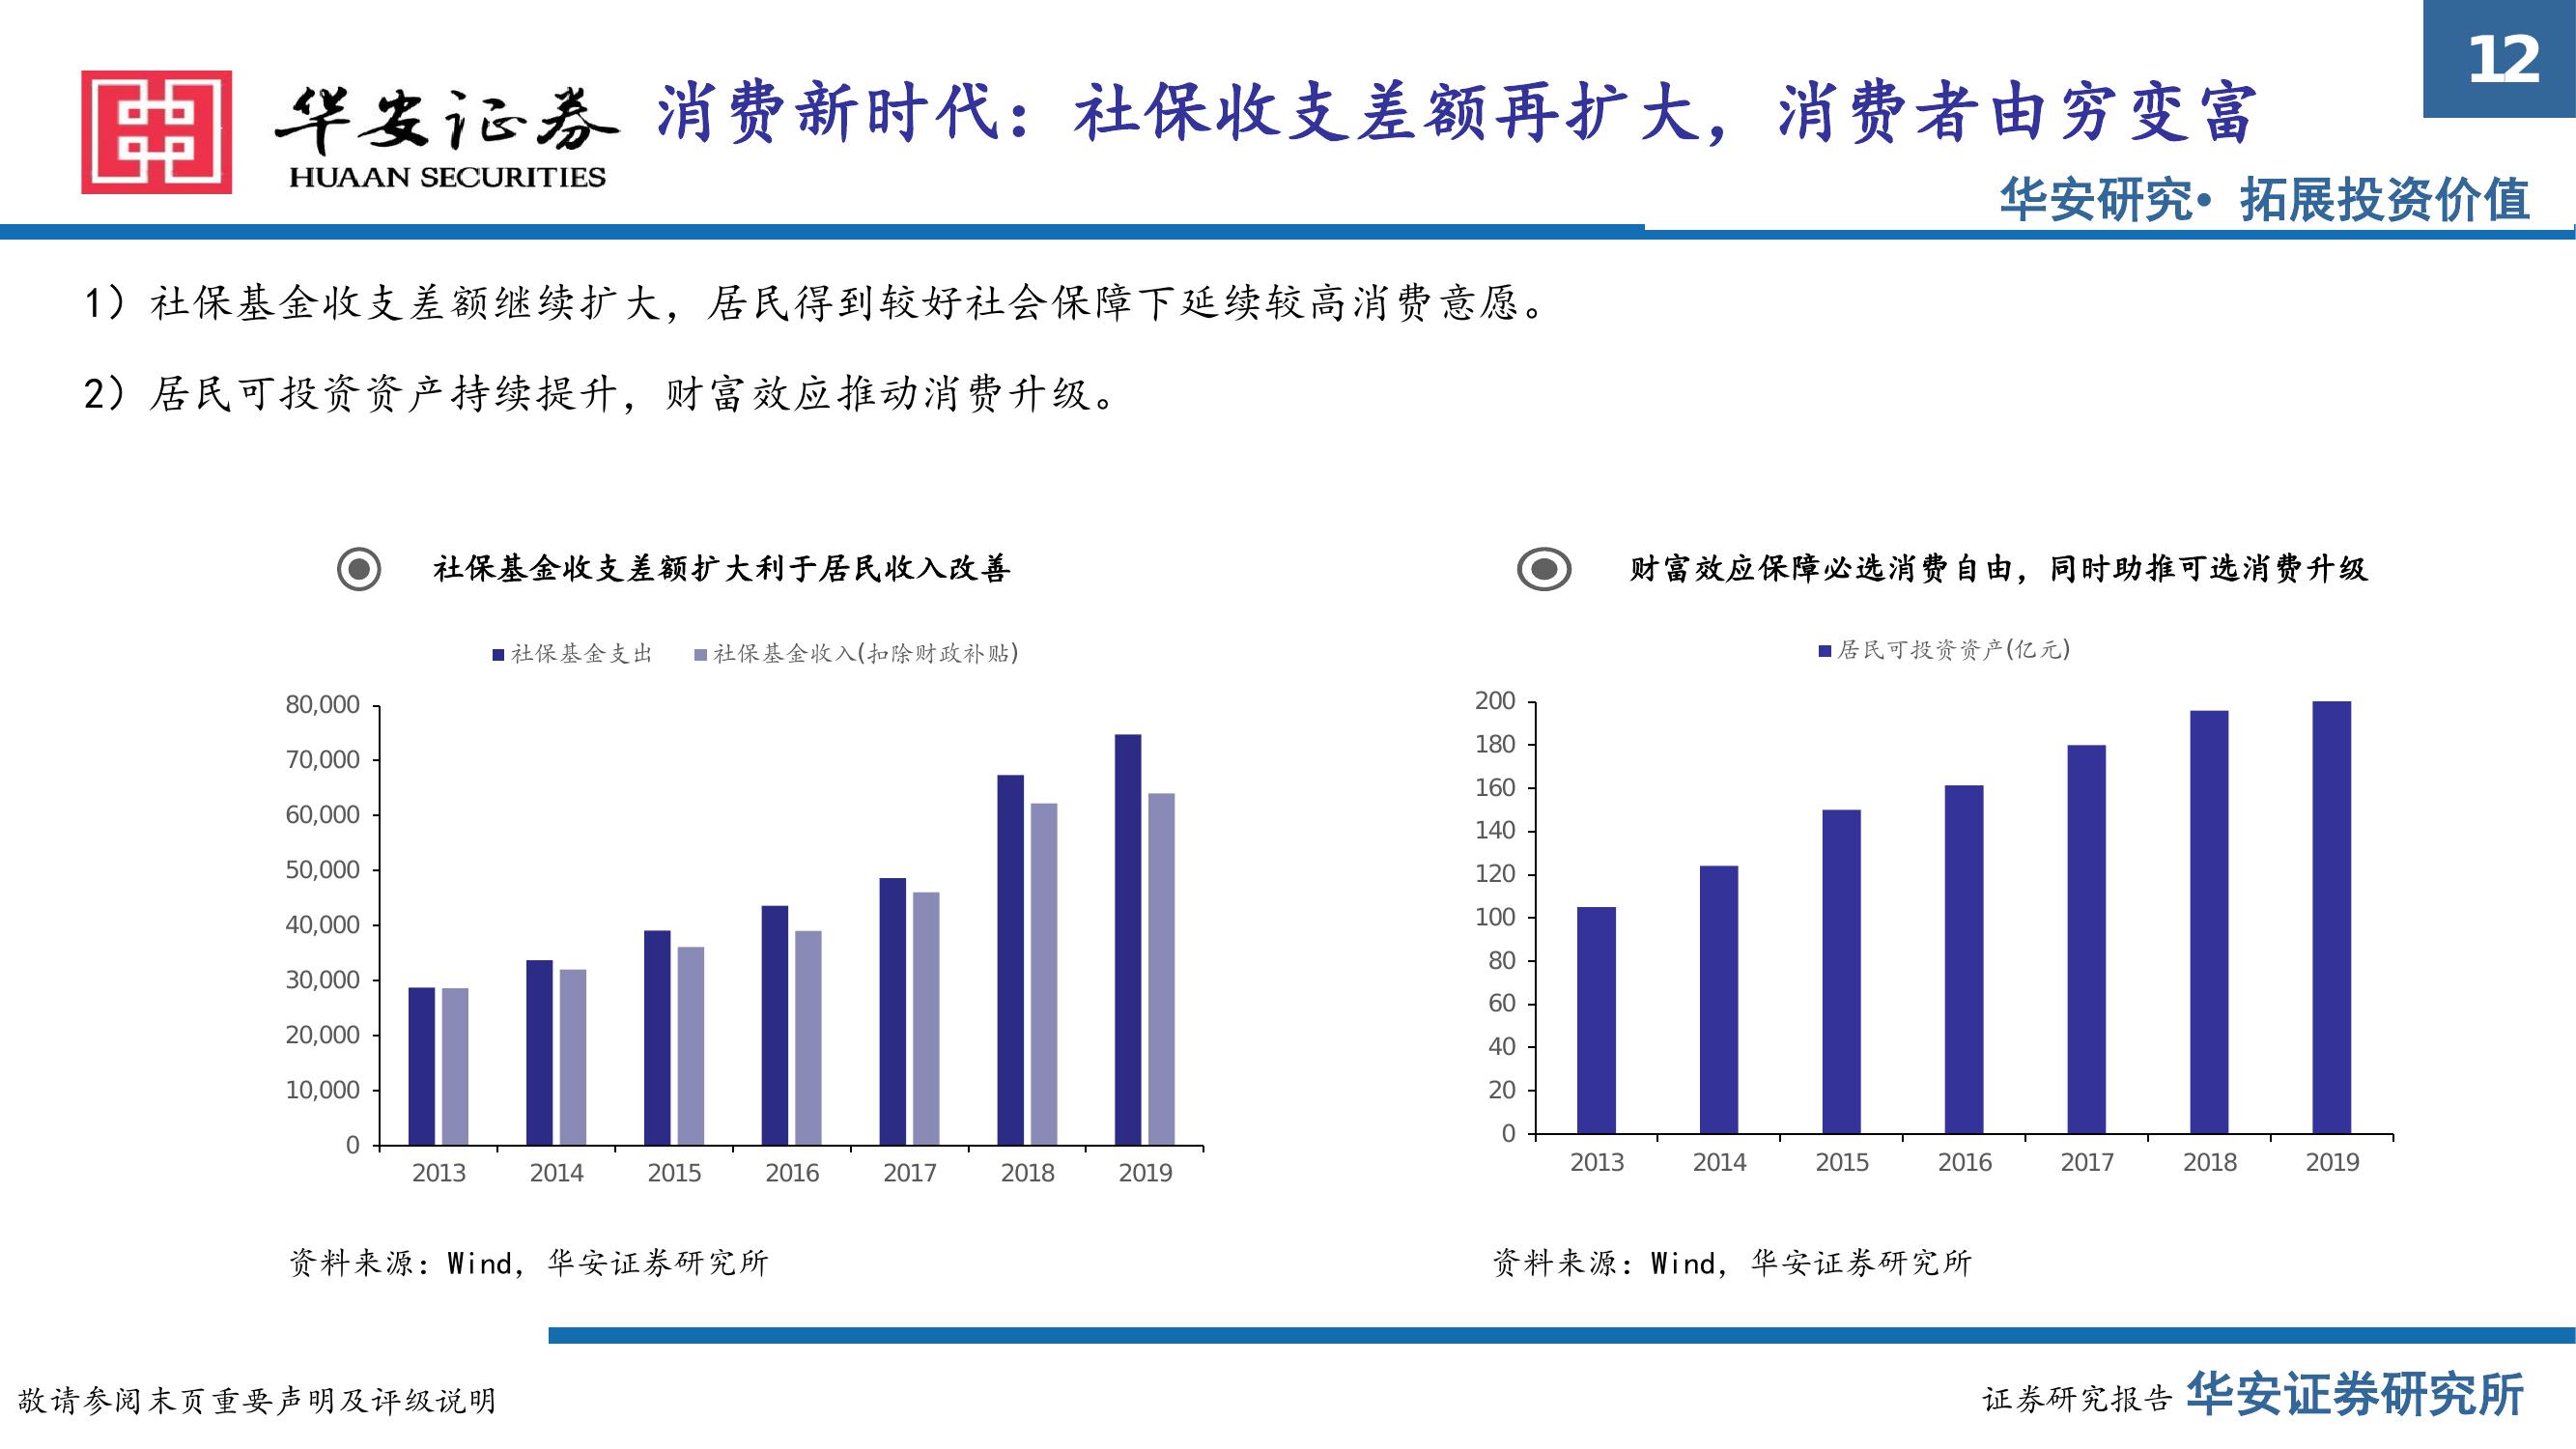 12
华安证券
HUAAN SECURITIES
消费新时代：社保收支差额再扩大，消费者由穷变富
华安研究• 拓展投资价值
1）社保基金收支差额继续扩大，居民得到较好社会保障下延续较高消费意愿。
2）居民可投资资产持续提升，财富效应推动消费升级。
社保基金收支差额扩大利于居民收入改善
社保基金支出 社保基金收入(扣除财政补贴)
80,000
70,000
60,000
50,000
40,000
30,000
20,000
10,000
0
2013 2014 2015 2016 2017 2018 2019
资料来源：Wind，华安证券研究所
财富效应保障必选消费自由，同时助推可选消费升级
居民可投资资产(亿元)
200
180
160
140
120
100
80
60
40
20
0
2013 2014 2015 2016 2017 2018 2019
资料来源：Wind，华安证券研究所
敬请参阅末页重要声明及评级说明
证券研究报告 华安证券研究所